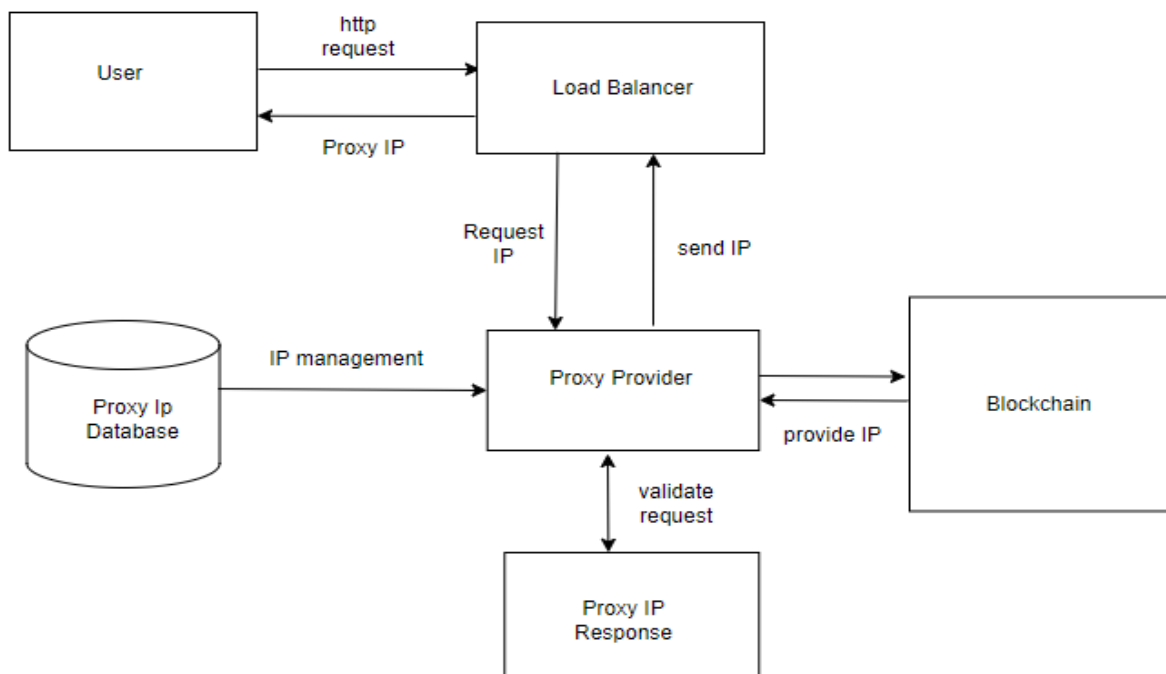 http
request
User
Load Balancer
Proxy IP
Request
IP
send IP
IP management
Proxy Provider
Proxy Ip
Database
Blockchain
provide IP
validate
request
Proxy IP
Response